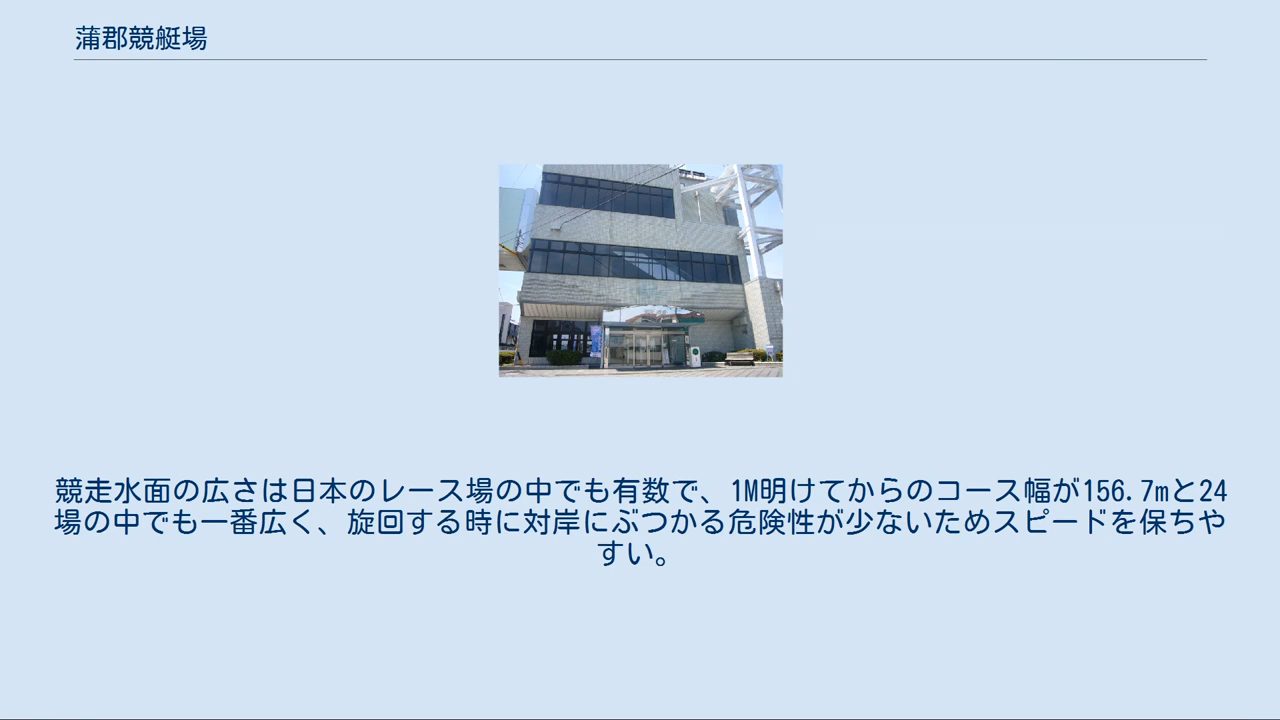 蒲郡競艇場
競走水面の広さは日本のレース場の中でも有数で、1M明けてからのコース幅が156.7mと24
場の中でも一番広く、旋回する時に対岸にぶつかる危険性が少ないためスピードを保ちや
すい。